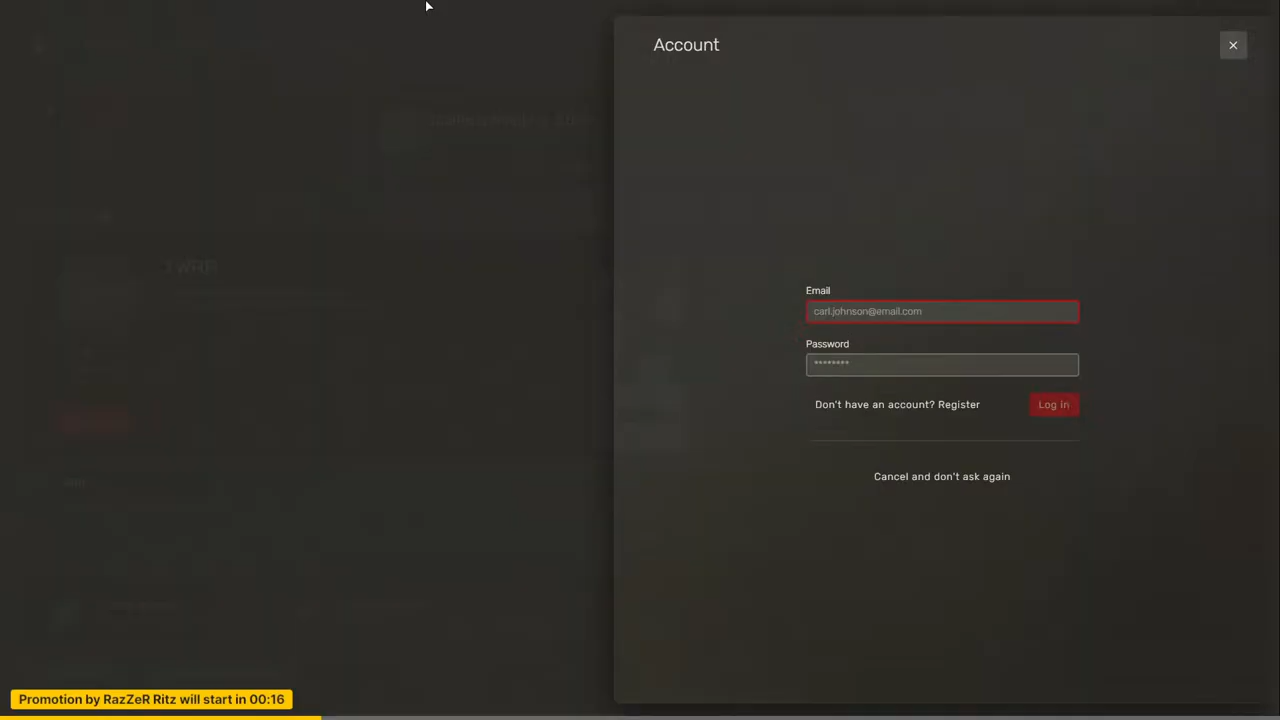 Account
Email
carl.johnson@email.com
Password
********
Don't have an account? Register
Log in
Cancel and don't ask again
Promotion by RazZeR Ritz will start in 00:16